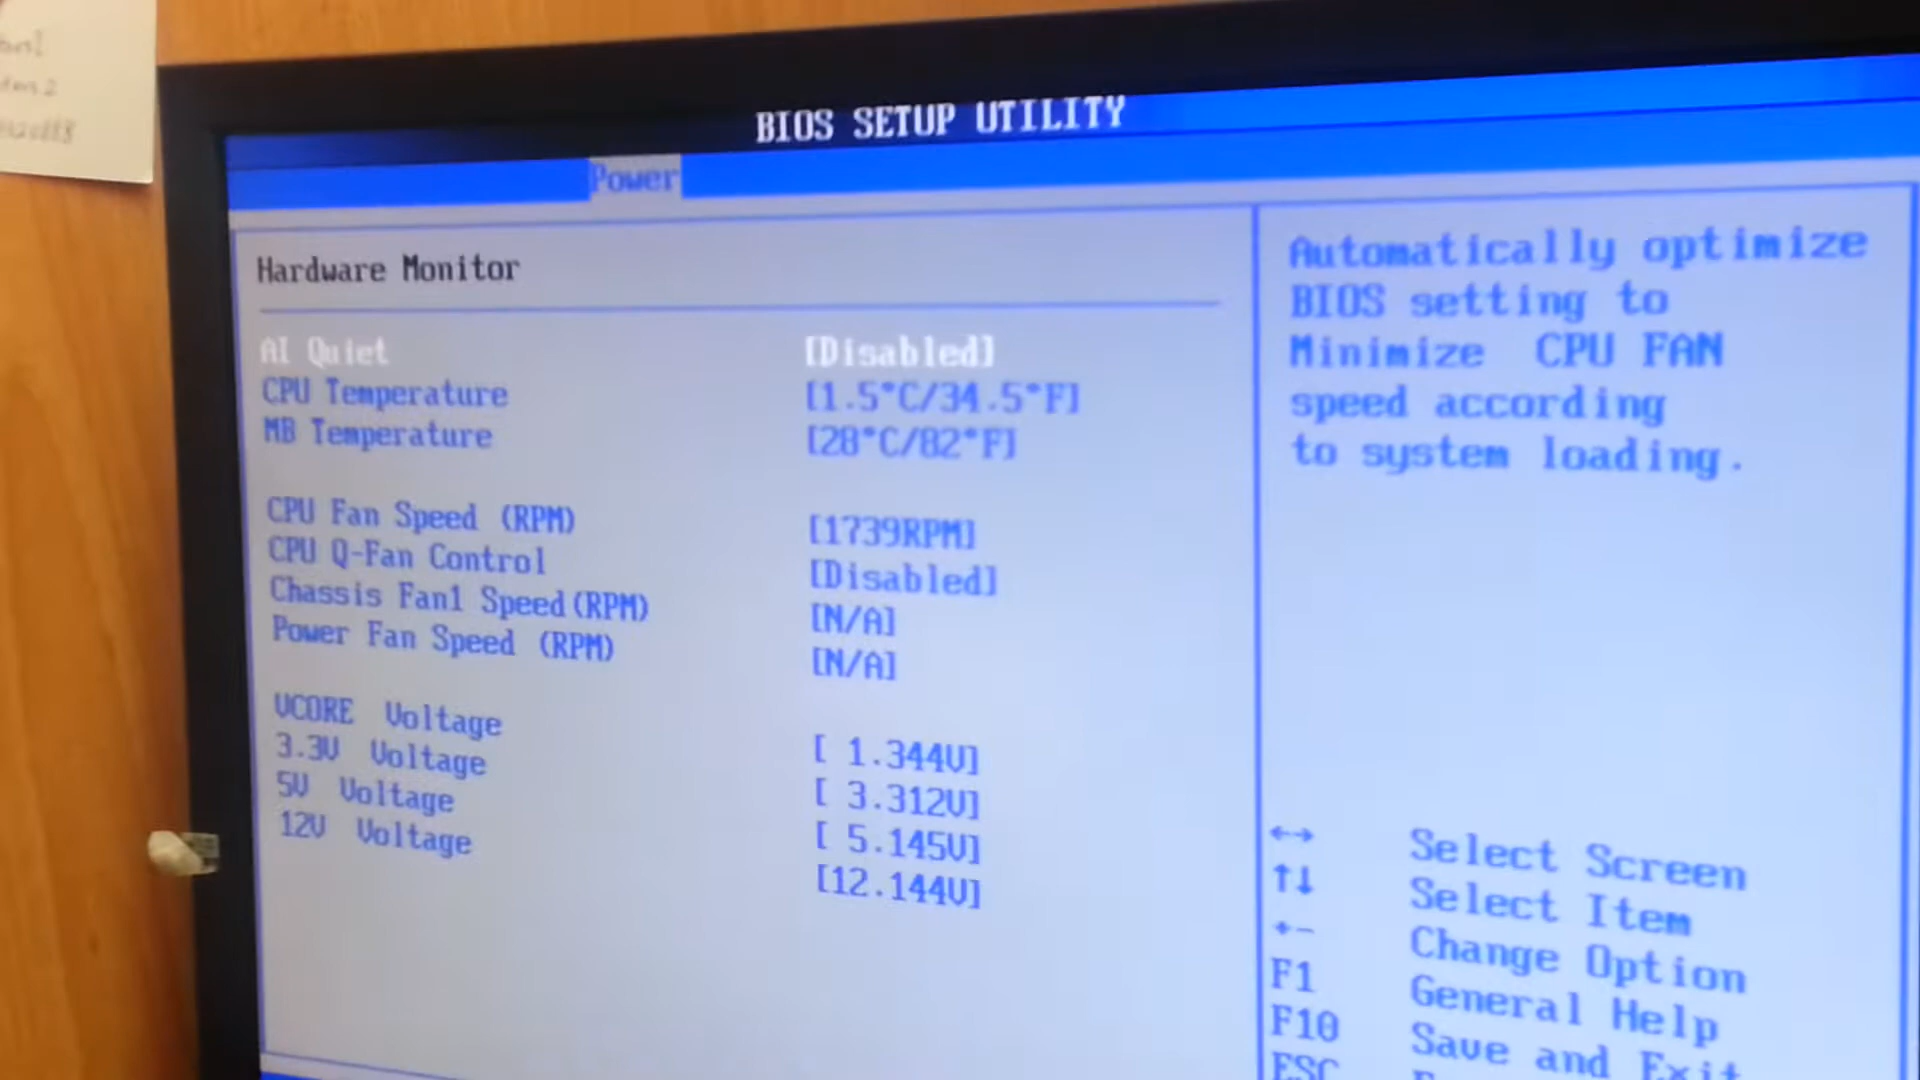 BIOS SETUP UTILITY
Power
Hardware Monitor
AI Quiet [Disabled]
CPU Temperature [1.5°C/34.5°F]
MB Temperature [28°C/82°F]
CPU Fan Speed (RPM) [1739RPM]
CPU Q-Fan Control [Disabled]
Chassis Fan1 Speed(RPM) [N/A]
Power Fan Speed (RPM) [N/A]
VCORE Voltage [ 1.344V]
3.3V Voltage [ 3.312V]
5V Voltage [ 5.145V]
12V Voltage [12.144V]
Automatically optimize
BIOS setting to
Minimize CPU FAN
speed according
to system loading.
←→ Select Screen
↑↓ Select Item
+- Change Option
F1 General Help
F10 Save and Exit
ESC